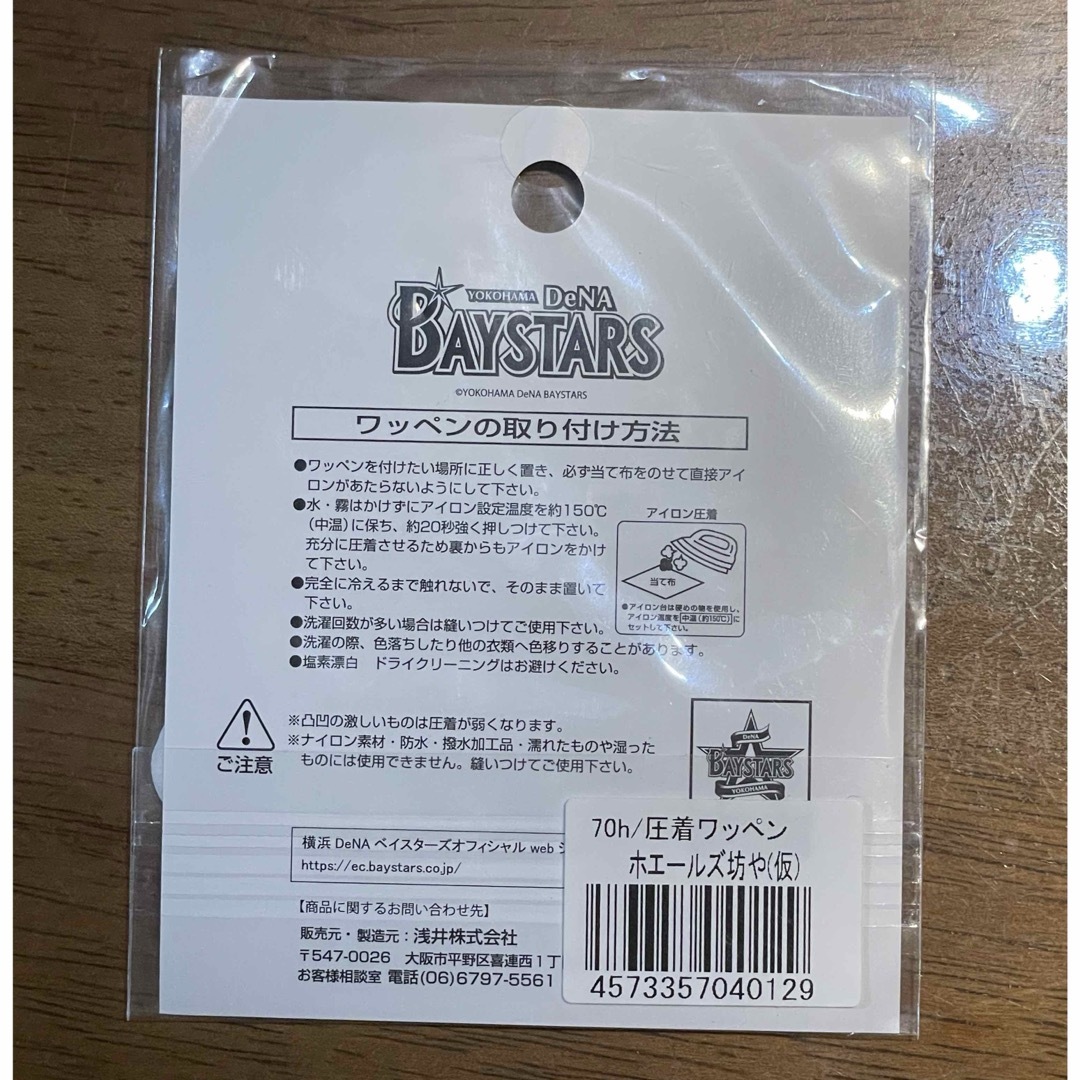 YOKOHAMA DeNA
BAYSTARS
©YOKOHAMA DeNA BAYSTARS
ワッペンの取り付け方法
●ワッペンを付けたい場所に正しく置き、必ず当て布をのせて直接アイ
ロンがあたらないようにして下さい。
●水・霧はかけずにアイロン設定温度を約150℃
(中温)に保ち、約20秒強く押しつけて下さい。
充分に圧着させるため裏からもアイロンをかけ
て下さい。
●完全に冷えるまで触れないで、そのまま置いて
下さい。
●洗濯回数が多い場合は縫いつけてご使用下さい。
●洗濯の際、色落ちしたり他の衣類へ色移りすることがあります。
●塩素漂白 ドライクリーニングはお避けください。
アイロン圧着
当て布
●アイロン台は硬めの物を使用し、
アイロン温度を中温(約150℃)に
セットして下さい。
ご注意
※凸凹の激しいものは圧着が弱くなります。
※ナイロン素材・防水・撥水加工品・濡れたものや湿った
ものには使用できません。縫いつけてご使用下さい。
DeNA
BAYSTARS
YOKOHAMA
横浜 DeNA ベイスターズオフィシャル web
https://ec.baystars.co.jp/
【商品に関するお問い合わせ先】
販売元・製造元:浅井株式会社
〒547-0026 大阪市平野区喜連西1丁
お客様相談室 電話(06)6797-5561
70h/圧着ワッペン
ホエールズ坊や(仮)
4573357040129